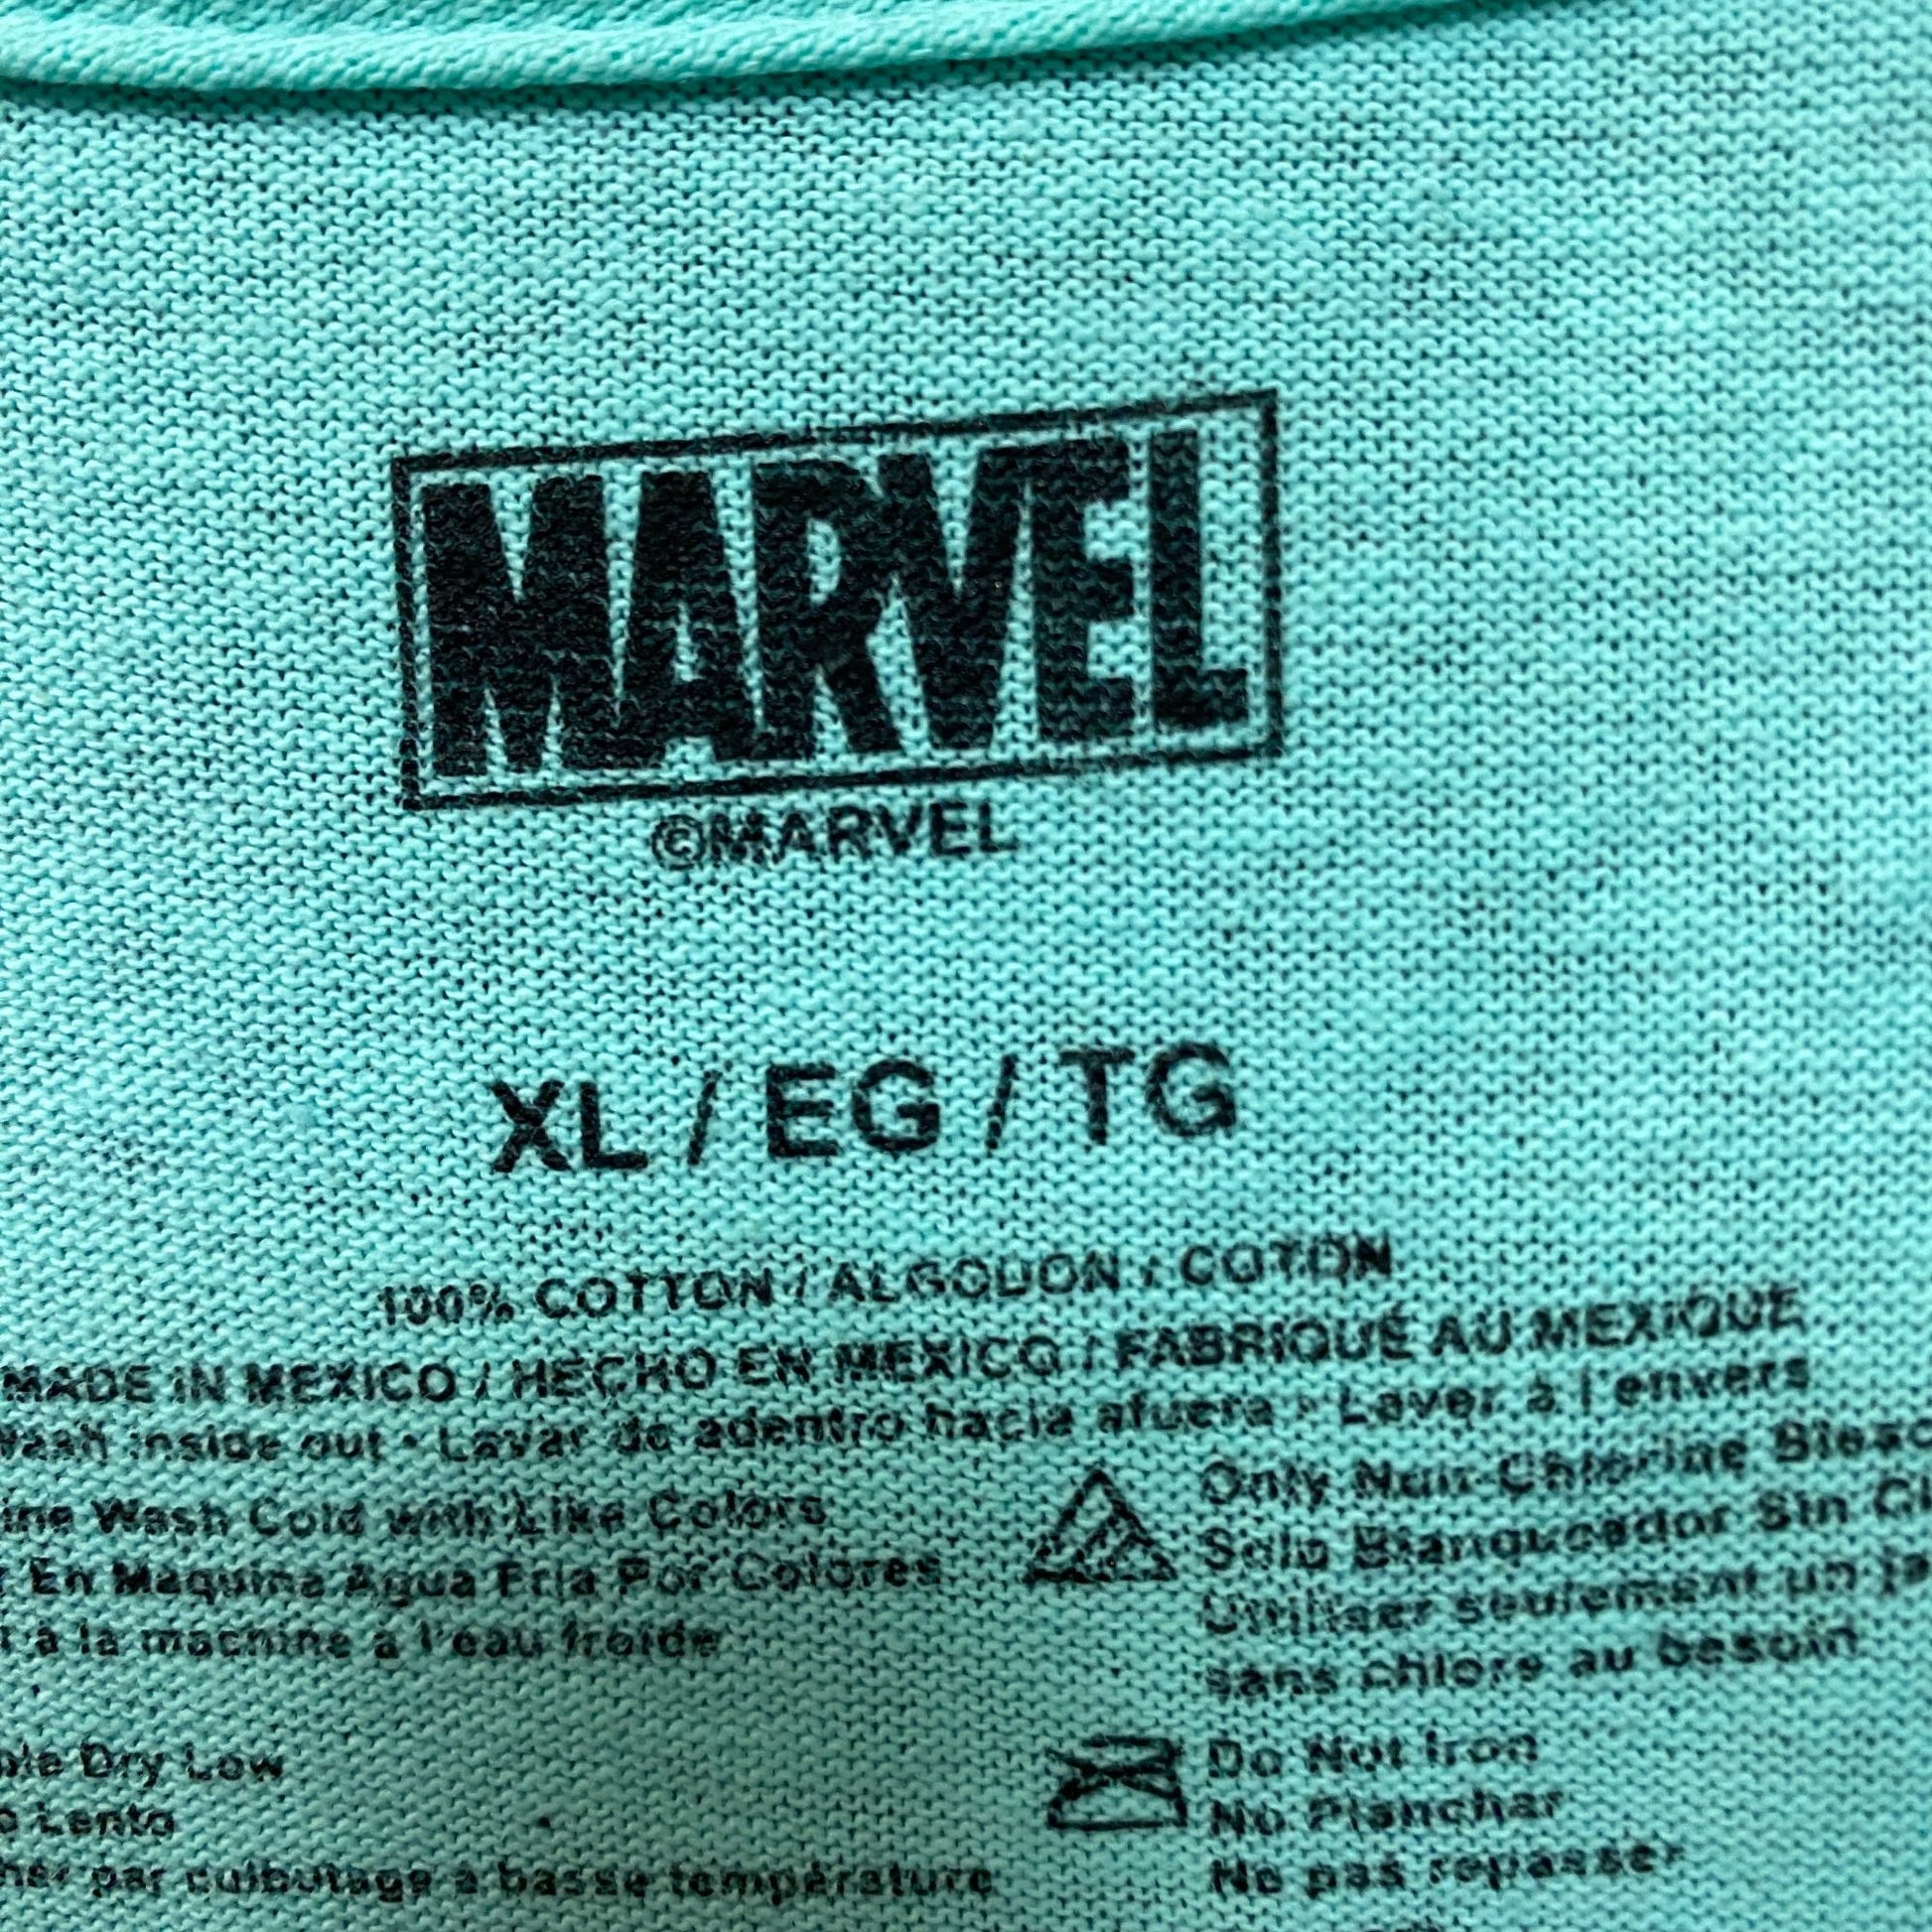 MARVEL
©MARVEL
XL / EG / TG
100% COTTON / ALGODON / COTON
MADE IN MEXICO / HECHO EN MEXICO / FABRIQUÉ AU MEXIQUE
inside out • Lavar de adentro hacia afuera • Laver à l'envers
Wash Cold with Like Colors
En Maquina Agua Fria Por Colores
à la machine à l'eau froide
Dry Low
Lento
par culbutage à basse température
Only Non-Chlorine
Solo Blanqueador Sin
Utiliser seulement un
sans chlore au besoin
Do Not Iron
No Planchar
Ne pas repasser